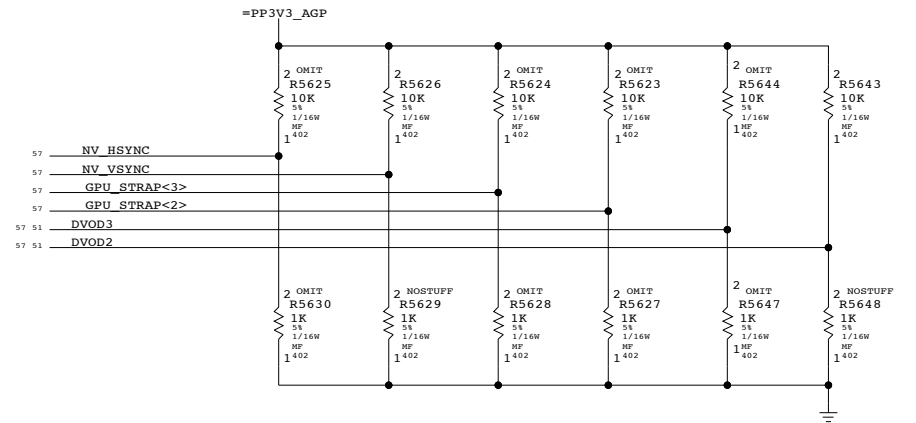 =PP3V3_AGP
2 OMIT
R5625
10K
5%
1/16W
MF
1 402
2
R5626
10K
5%
1/16W
MF
1 402
2 OMIT
R5624
10K
5%
1/16W
MF
1 402
2 OMIT
R5623
10K
5%
1/16W
MF
1 402
2 OMIT
R5644
10K
5%
1/16W
1 MF
402
2
R5643
10K
5%
1/16W
MF
1 402
57 NV_HSYNC
57 NV_VSYNC
57 GPU_STRAP<3>
57 GPU_STRAP<2>
57 51 DVOD3
57 51 DVOD2
2 OMIT
R5630
1K
5%
1/16W
MF
1 402
2 NOSTUFF
R5629
1K
5%
1/16W
MF
1 402
2 OMIT
R5628
1K
5%
1/16W
MF
1 402
2 OMIT
R5627
1K
5%
1/16W
MF
1 402
2 OMIT
R5647
1K
5%
1/16W
1 MF
402
2 NOSTUFF
R5648
1K
5%
1/16W
MF
1 402